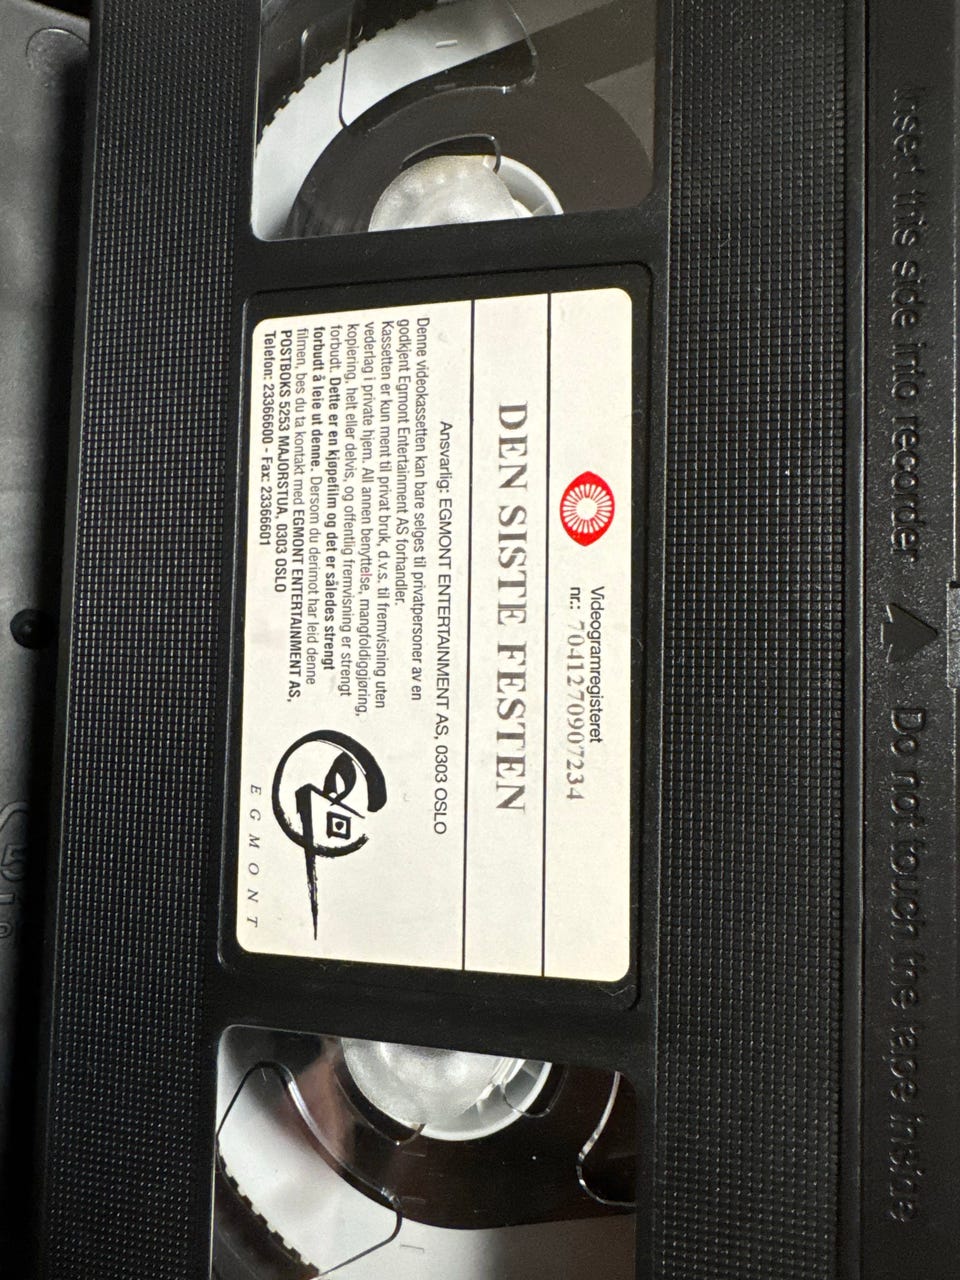 Insert this side into recorder Do not touch the tape inside
Videogramregisteret
nr.: 7041270907234
DEN SISTE FESTEN
Ansvarlig: EGMONT ENTERTAINMENT AS, 0303 OSLO
Denne videokassetten kan bare selges til privatpersoner av en
godkjent Egmont Entertainment AS forhandler.
Kassetten er kun ment til privat bruk, d.v.s. til fremvisning uten
vederlag i private hjem. All annen benyttelse, mangfoldiggjøring,
kopiering, helt eller delvis, og offentlig fremvisning er strengt
forbudt. Dette er en kjøpefilm og det er således strengt
forbudt å leie ut denne. Dersom du derimot har leid denne
filmen, bes du ta kontakt med EGMONT ENTERTAINMENT AS,
POSTBOKS 5253 MAJORSTUA, 0303 OSLO
Telefon: 23366600 - Fax: 23366601
EGMONT